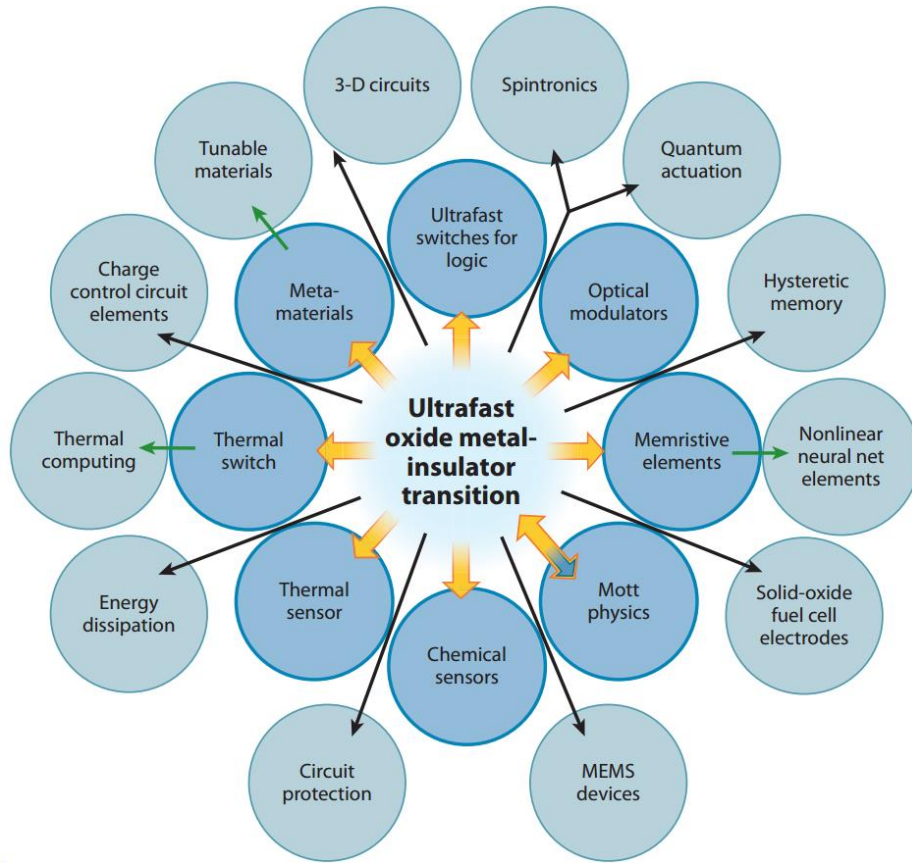 3-D circuits
Spintronics
Tunable
materials
Quantum
actuation
Ultrafast
switches for
logic
Charge
control circuit
elements
Meta-
materials
Optical
modulators
Hysteretic
memory
Thermal
computing
Thermal
switch
Ultrafast
oxide metal-
insulator
transition
Memristive
elements
Nonlinear
neural net
elements
Energy
dissipation
Thermal
sensor
Chemical
sensors
Mott
physics
Solid-oxide
fuel cell
electrodes
Circuit
protection
MEMS
devices